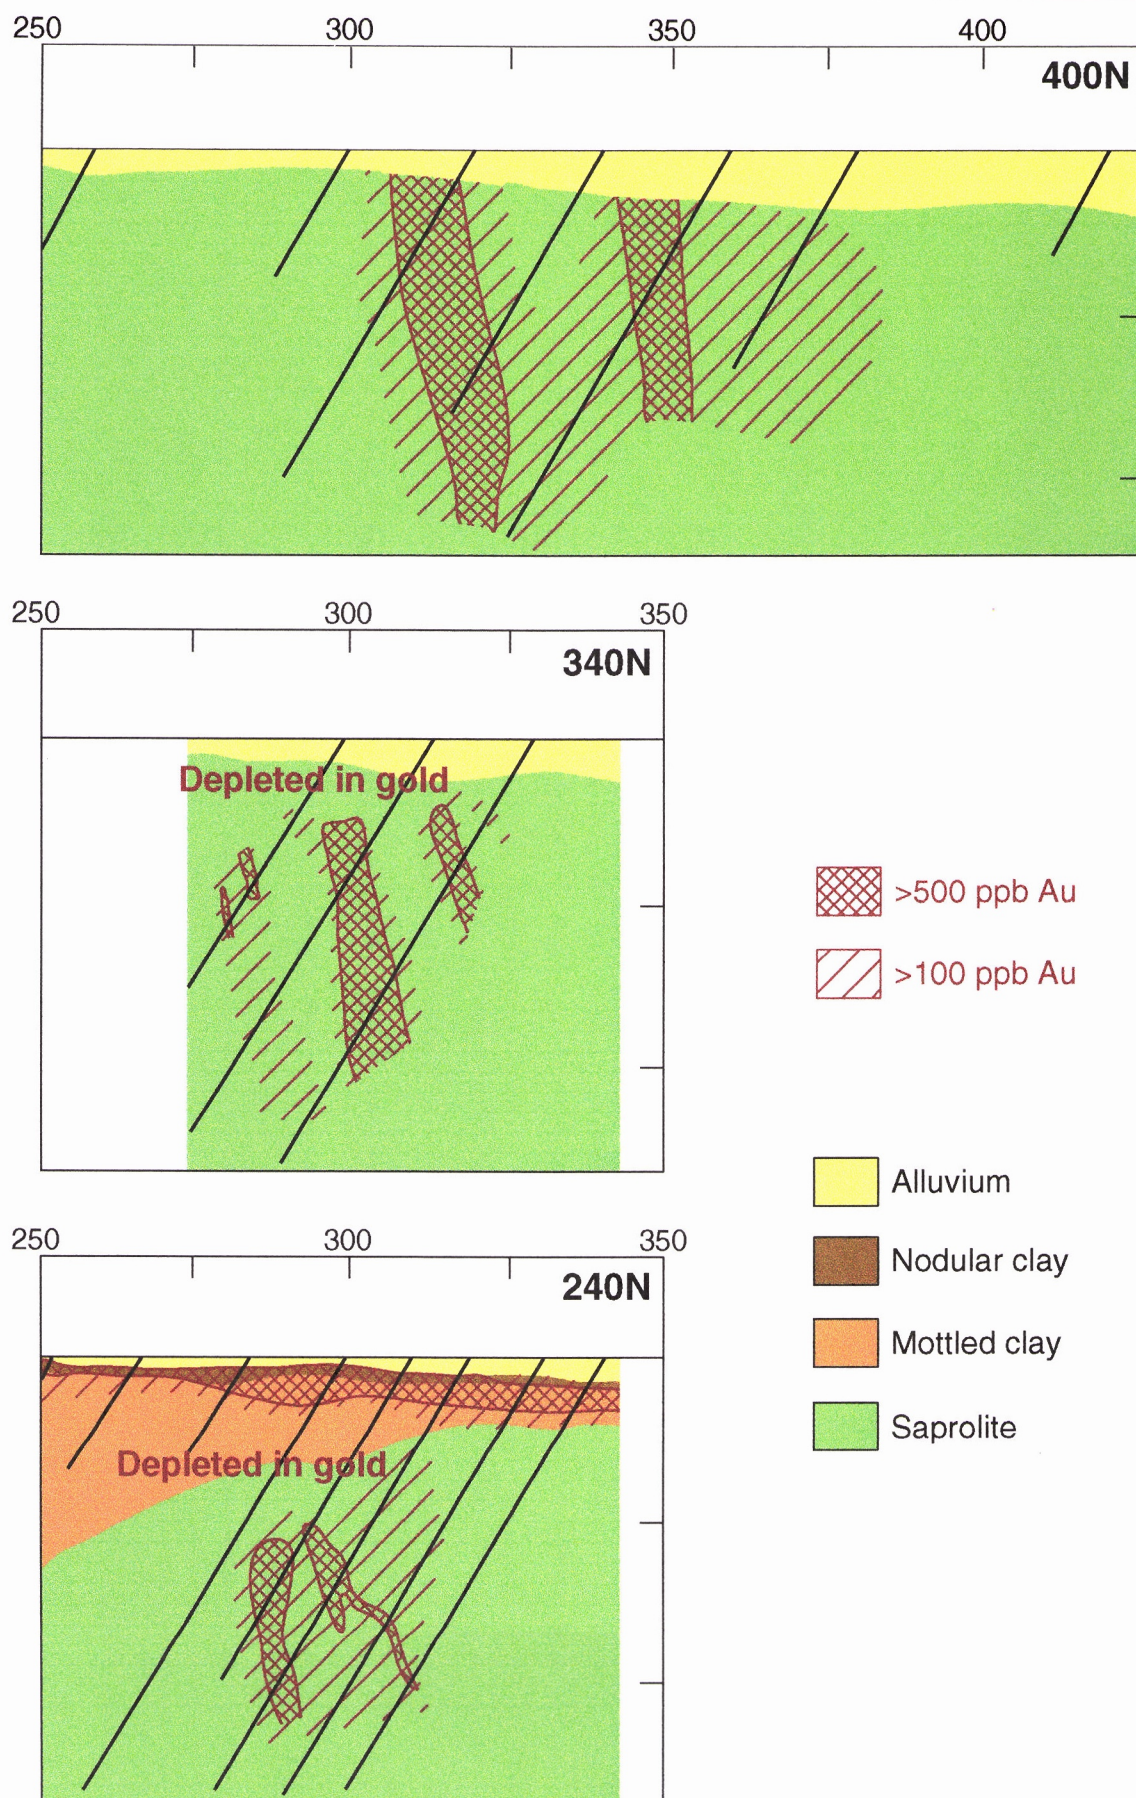 250 300 350 400
400N
250 300 350
340N
Depleted in gold
>500 ppb Au
>100 ppb Au
Alluvium
250 300 350
240N
Nodular clay
Mottled clay
Saprolite
Depleted in gold